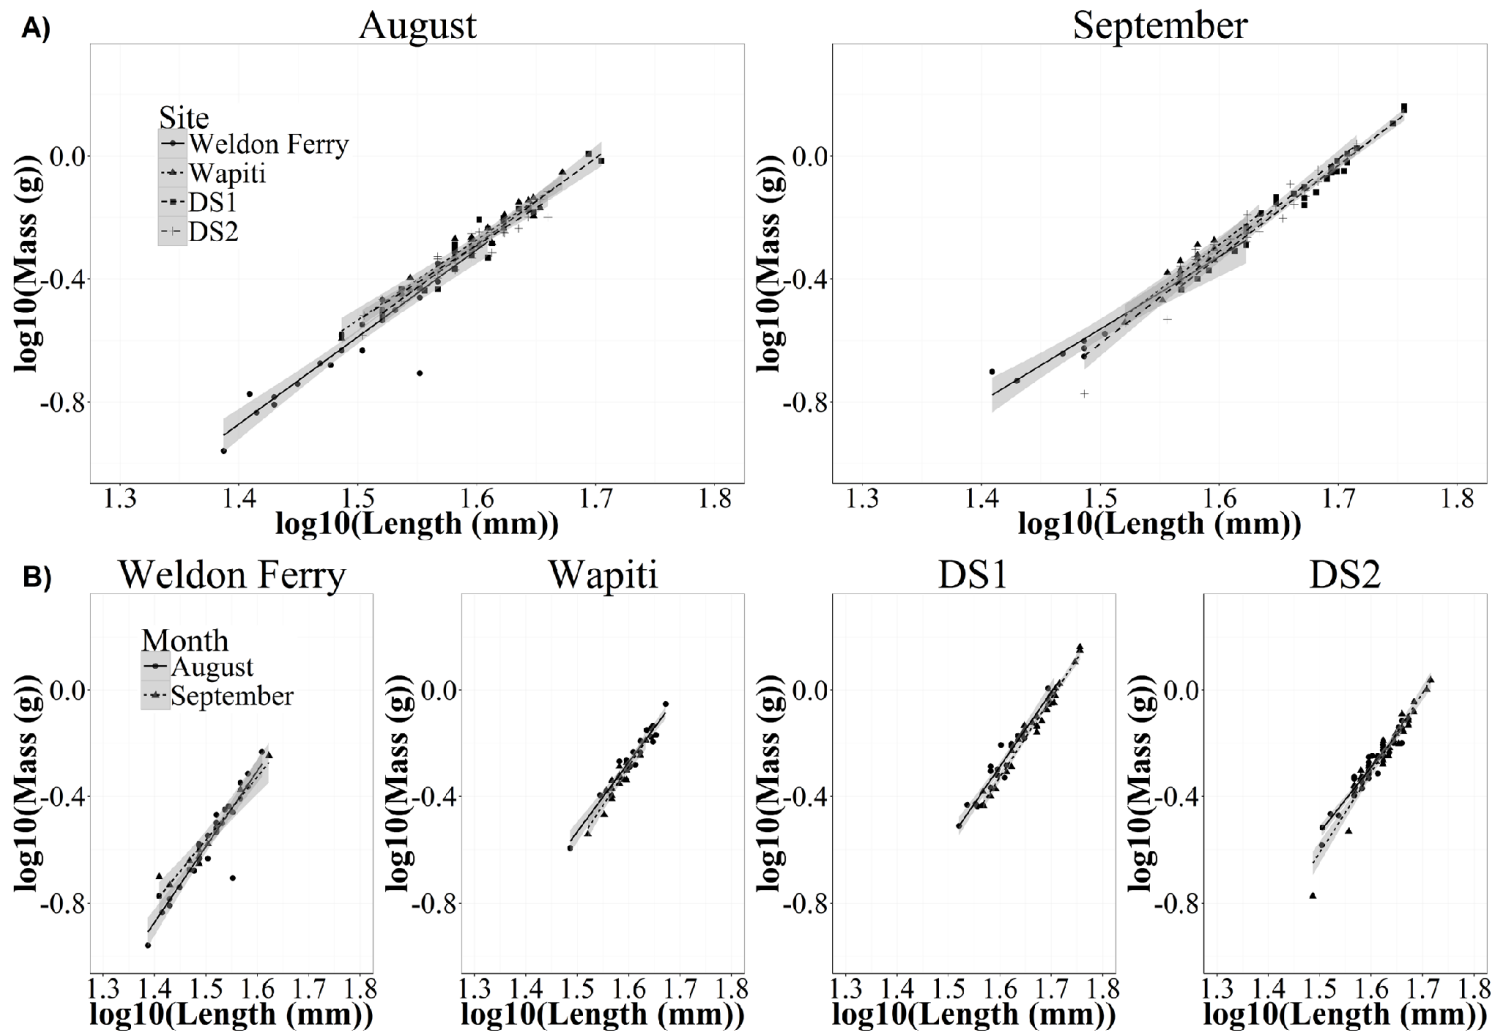 A)
August
September
Site
Weldon Ferry
Wapiti
DS1
DS2
log10(Mass (g))
0.0
-0.4
-0.8
1.3 1.4 1.5 1.6 1.7 1.8
log10(Length (mm))
log10(Mass (g))
0.0
-0.4
-0.8
1.3 1.4 1.5 1.6 1.7 1.8
log10(Length (mm))
B)
Weldon Ferry
Wapiti
DS1
DS2
Month
August
September
log10(Mass (g))
0.0
-0.4
-0.8
1.3 1.4 1.5 1.6 1.7 1.8
log10(Length (mm))
log10(Mass (g))
0.0
-0.4
-0.8
1.3 1.4 1.5 1.6 1.7 1.8
log10(Length (mm))
log10(Mass (g))
0.0
-0.4
-0.8
1.3 1.4 1.5 1.6 1.7 1.8
log10(Length (mm))
log10(Mass (g))
0.0
-0.4
-0.8
1.3 1.4 1.5 1.6 1.7 1.8
log10(Length (mm))